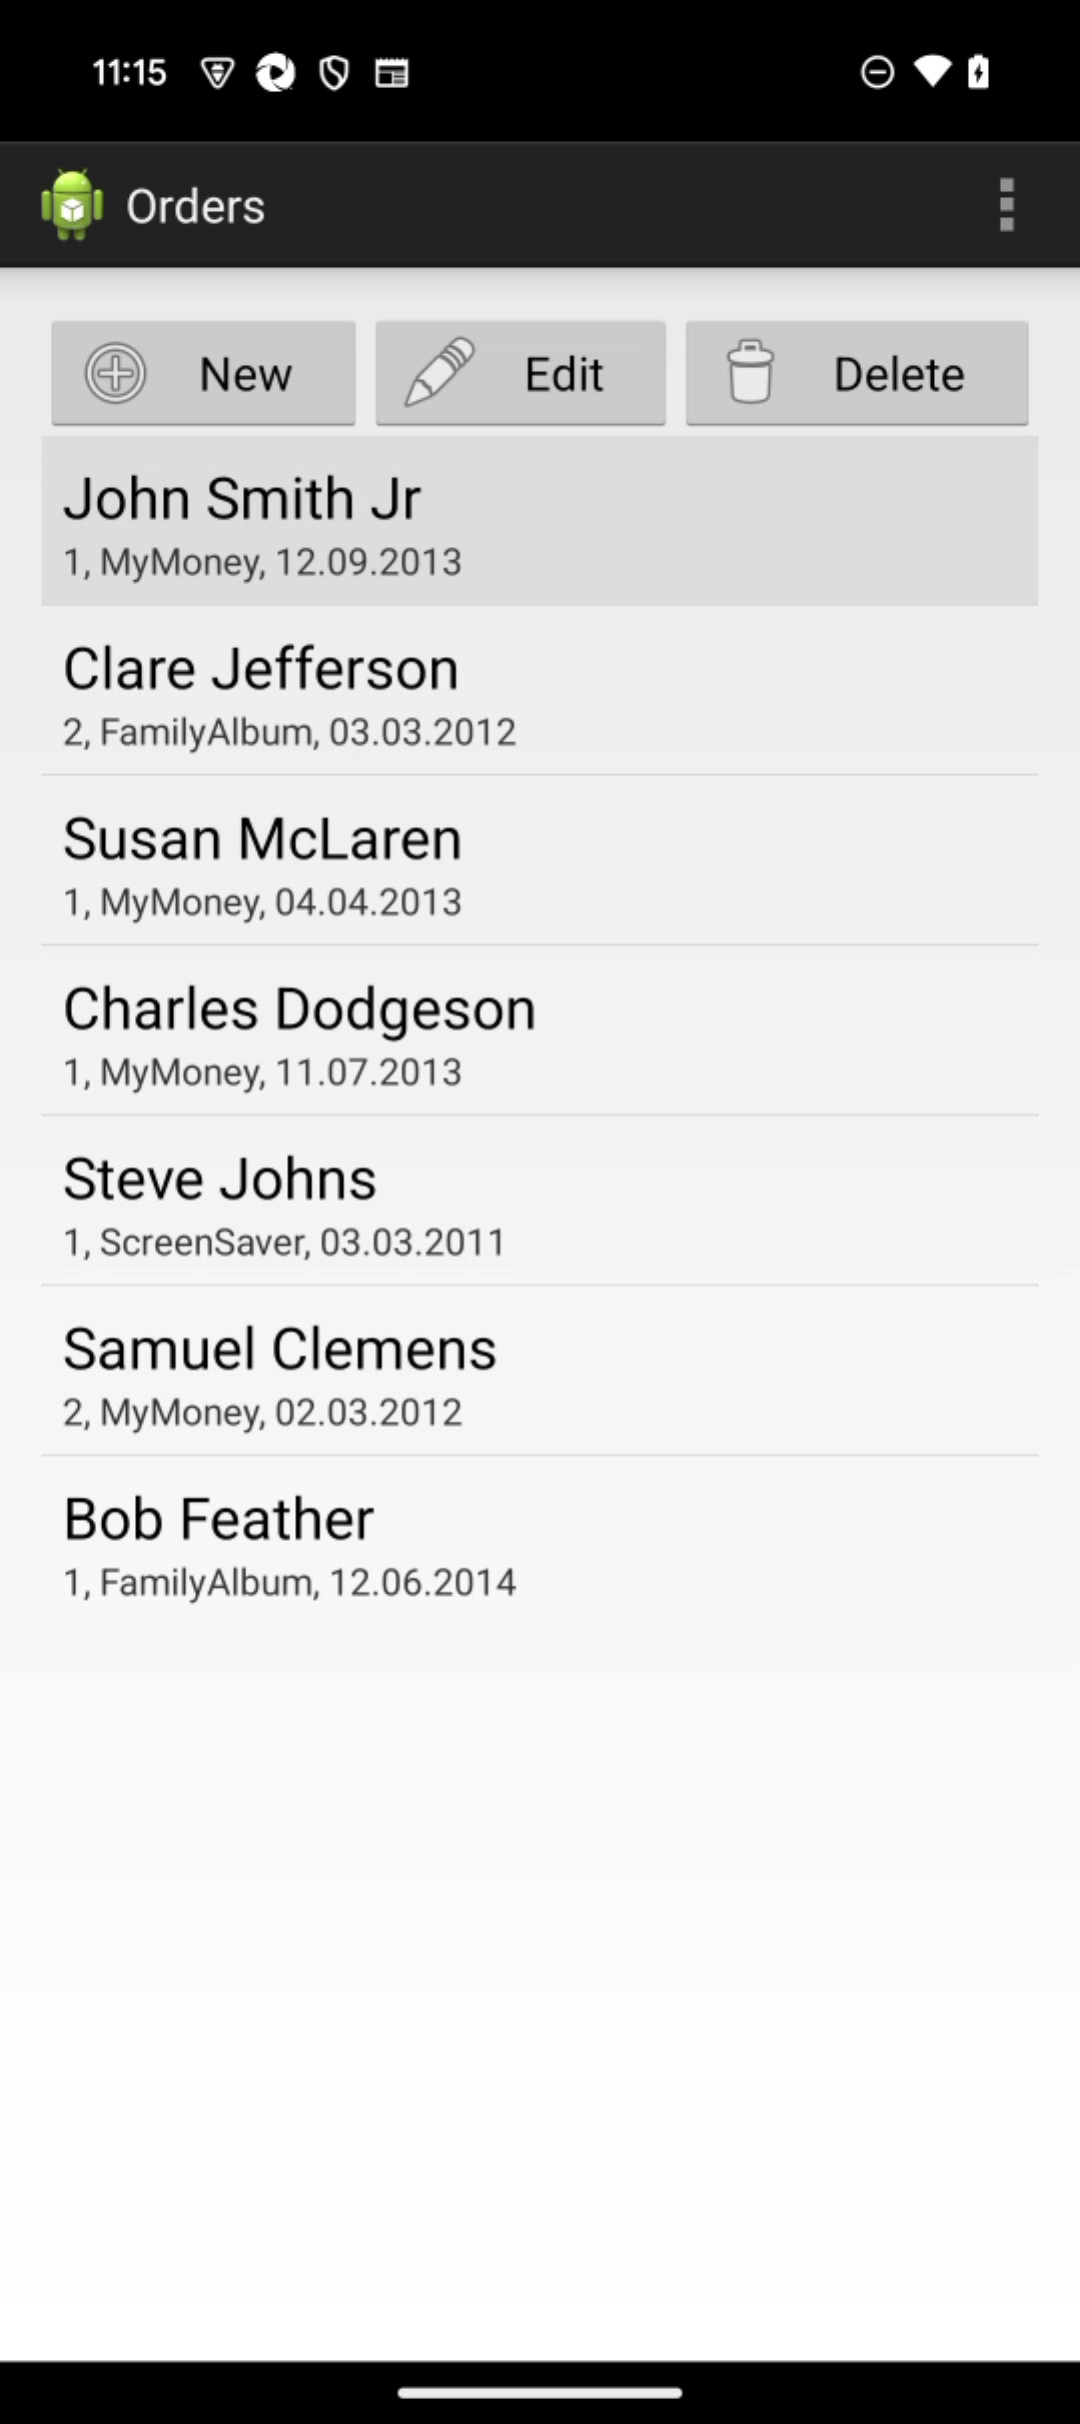 11:15
Orders
New Edit Delete
John Smith Jr
1, MyMoney, 12.09.2013
Clare Jefferson
2, FamilyAlbum, 03.03.2012
Susan McLaren
1, MyMoney, 04.04.2013
Charles Dodgeson
1, MyMoney, 11.07.2013
Steve Johns
1, ScreenSaver, 03.03.2011
Samuel Clemens
2, MyMoney, 02.03.2012
Bob Feather
1, FamilyAlbum, 12.06.2014